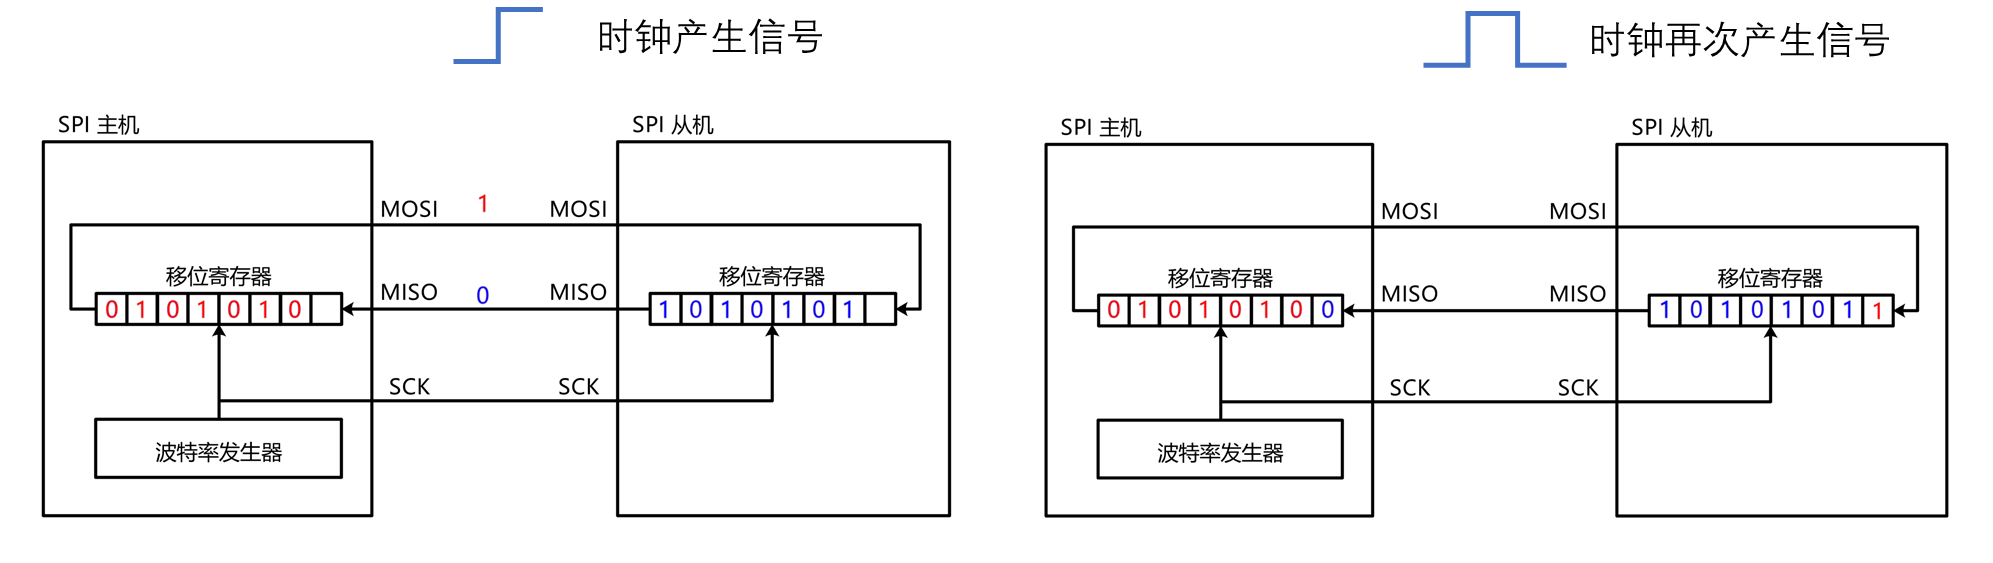 时钟产生信号
SPI 主机
SPI 从机
MOSI 1 MOSI
移位寄存器
移位寄存器
MISO 0 MISO
0 1 0 1 0 1 0
1 0 1 0 1 0 1
SCK SCK
波特率发生器
时钟再次产生信号
SPI 主机
SPI 从机
MOSI MOSI
移位寄存器
移位寄存器
MISO MISO
0 1 0 1 0 1 0 0
1 0 1 0 1 0 1 1
SCK SCK
波特率发生器